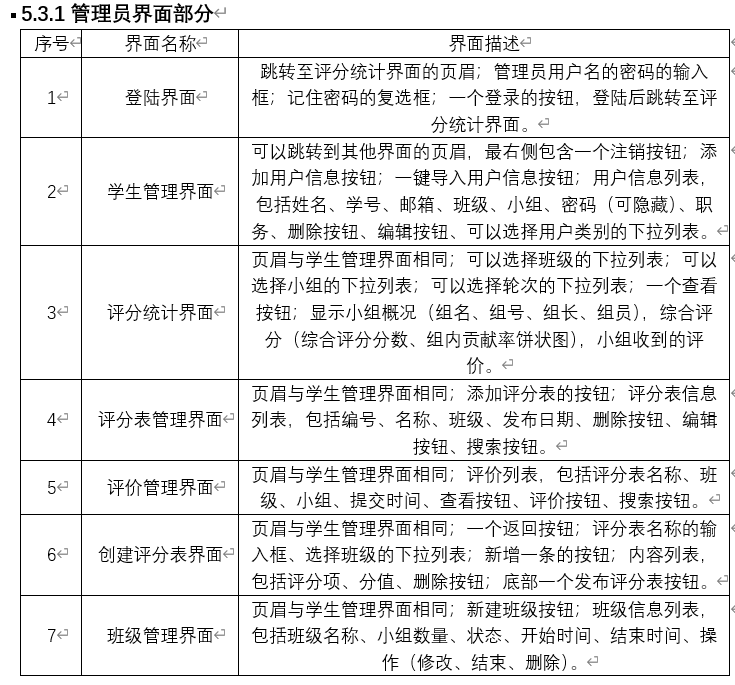 5.3.1 管理员界面部分
序号 界面名称 界面描述
跳转至评分统计界面的页眉；管理员用户名的密码的输入
1 登陆界面 框；记住密码的复选框；一个登录的按钮，登陆后跳转至评
分统计界面。
可以跳转到其他界面的页眉，最右侧包含一个注销按钮；添
加用户信息按钮；一键导入用户信息按钮；用户信息列表，
2 学生管理界面 包括姓名、学号、邮箱、班级、小组、密码（可隐藏）、职
务、删除按钮、编辑按钮、可以选择用户类别的下拉列表。
页眉与学生管理界面相同；可以选择班级的下拉列表；可以
选择小组的下拉列表；可以选择轮次的下拉列表；一个查看
3 评分统计界面 按钮；显示小组概况（组名、组号、组长、组员），综合评
分（综合评分分数、组内贡献率饼状图），小组收到的评
价。
页眉与学生管理界面相同；添加评分表的按钮；评分表信息
4 评分表管理界面 列表，包括编号、名称、班级、发布日期、删除按钮、编辑
按钮、搜索按钮。
页眉与学生管理界面相同；评价列表，包括评分表名称、班
5 评价管理界面 级、小组、提交时间、查看按钮、评价按钮、搜索按钮。
页眉与学生管理界面相同；一个返回按钮；评分表名称的输
6 创建评分表界面 入框、选择班级的下拉列表；新增一条的按钮；内容列表，
包括评分项、分值、删除按钮；底部一个发布评分表按钮。
页眉与学生管理界面相同；新建班级按钮；班级信息列表，
7 班级管理界面 包括班级名称、小组数量、状态、开始时间、结束时间、操
作（修改、结束、删除）。